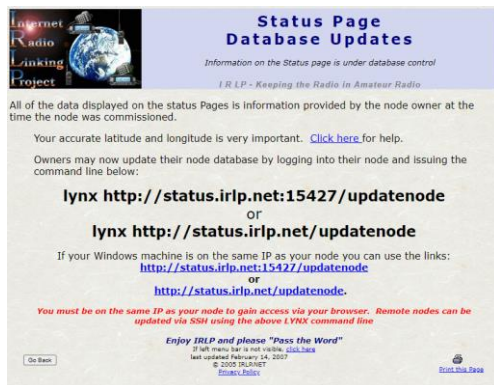 Internet
Radio
Linking
Project
Status Page
Database Updates
Information on the Status page is under database control
I R L P - Keeping the Radio in Amateur Radio
All of the data displayed on the status Pages is information provided by the node owner at the
time the node was commissioned.
Your accurate latitude and longitude is very important. Click here for help.
Owners may now update their node database by logging into their node and issuing the
command line below:
lynx http://status.irlp.net:15427/updatenode
or
lynx http://status.irlp.net/updatenode
If your Windows machine is on the same IP as your node you can use the links:
http://status.irlp.net:15427/updatenode
or
http://status.irlp.net/updatenode.
You must be on the same IP as your node to gain access via your browser. Remote nodes can be
updated via SSH using the above LYNX command line
Enjoy IRLP and please "Pass the Word"
If left menu bar is not visible, click here
last updated February 14, 2007
© 2005 IRLPNET
Privacy Policy
Go Back
Print this Page